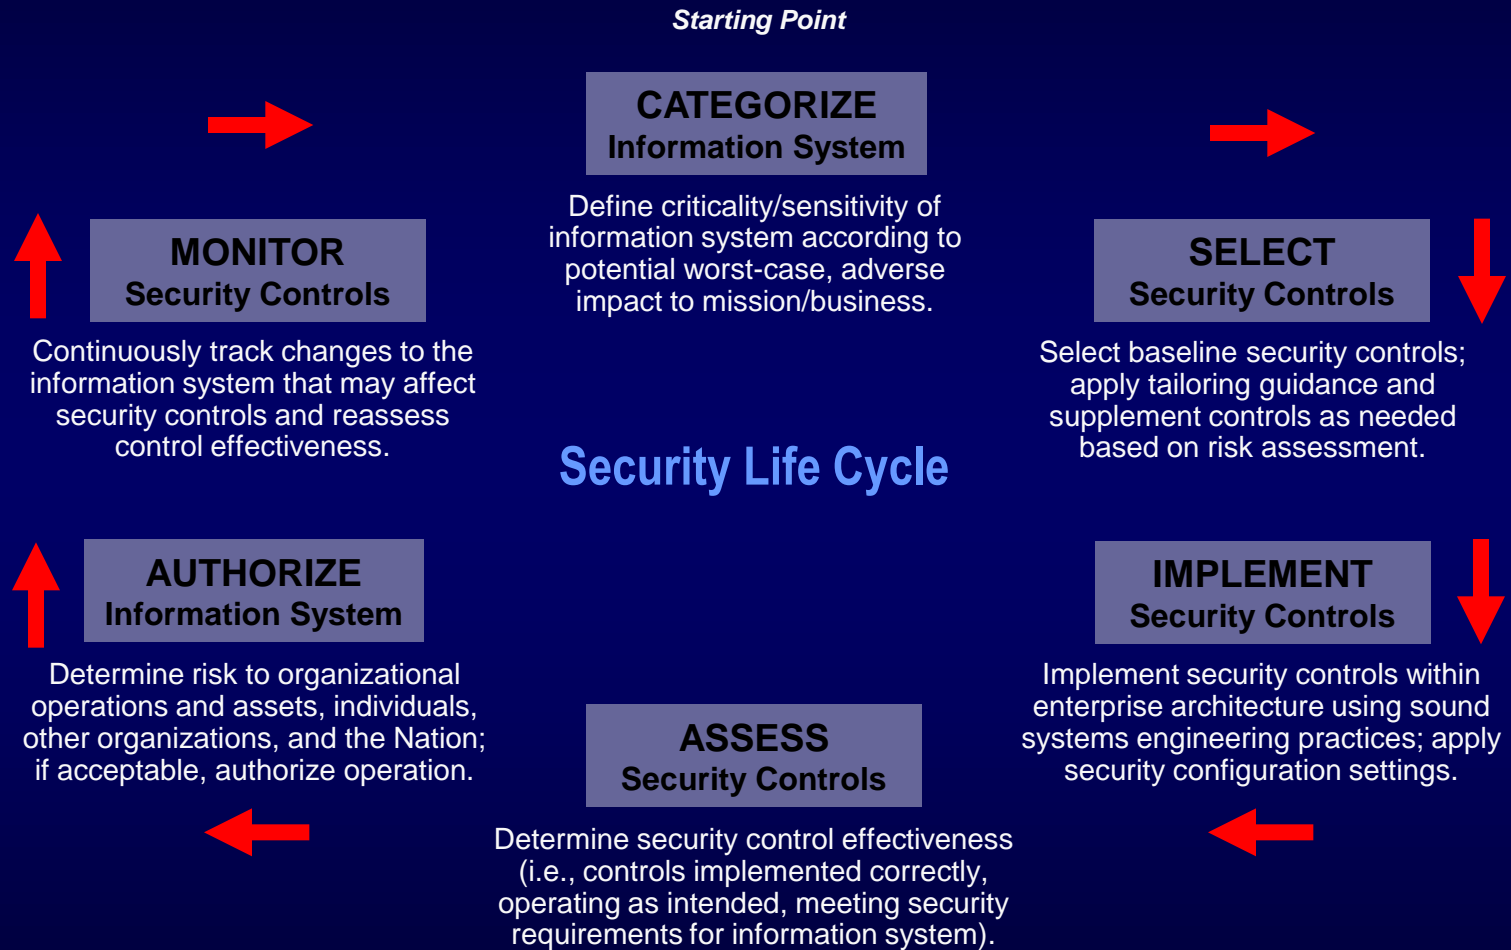 Starting Point
CATEGORIZE
Information System
Define criticality/sensitivity of
information system according to
potential worst-case, adverse
impact to mission/business.
MONITOR
Security Controls
Continuously track changes to the
information system that may affect
security controls and reassess
control effectiveness.
SELECT
Security Controls
Select baseline security controls;
apply tailoring guidance and
supplement controls as needed
based on risk assessment.
Security Life Cycle
AUTHORIZE
Information System
Determine risk to organizational
operations and assets, individuals,
other organizations, and the Nation;
if acceptable, authorize operation.
IMPLEMENT
Security Controls
Implement security controls within
enterprise architecture using sound
systems engineering practices; apply
security configuration settings.
ASSESS
Security Controls
Determine security control effectiveness
(i.e., controls implemented correctly,
operating as intended, meeting security
requirements for information system).